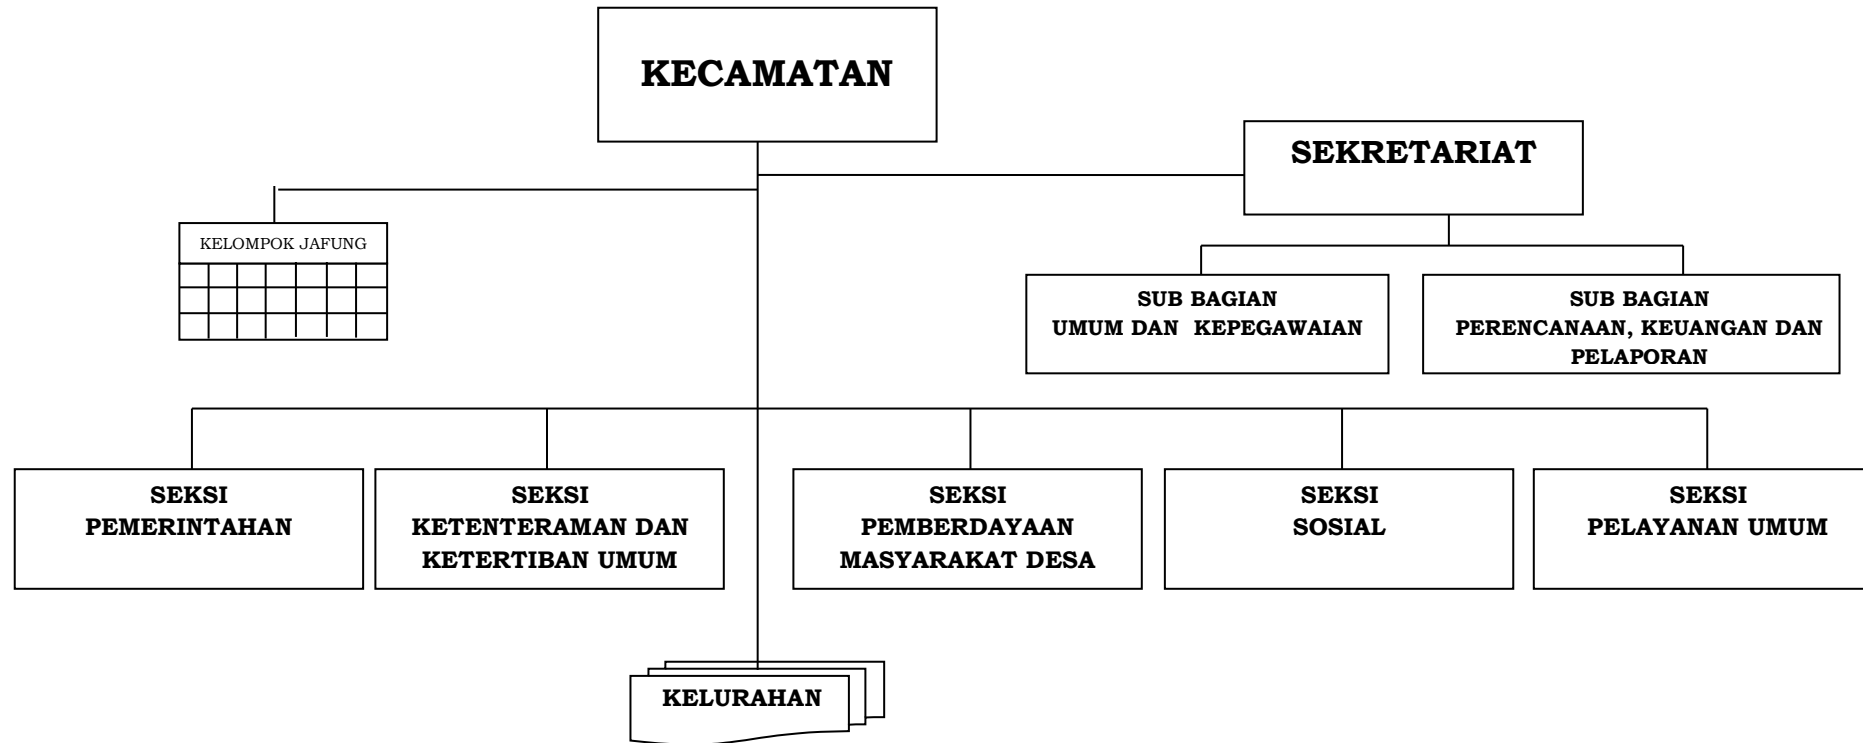 KECAMATAN
SEKRETARIAT
KELOMPOK JAFUNG
SUB BAGIAN
UMUM DAN  KEPEGAWAIAN
SUB BAGIAN
PERENCANAAN, KEUANGAN DAN
PELAPORAN
SEKSI
PEMERINTAHAN
SEKSI
KETENTERAMAN DAN
KETERTIBAN UMUM
SEKSI
PEMBERDAYAAN
MASYARAKAT DESA
SEKSI
SOSIAL
SEKSI
PELAYANAN UMUM
KELURAHAN